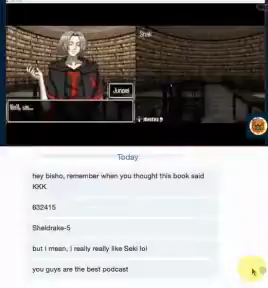 Snak
Junpei
Well, um...
Today
hey bisho, remember when you thought this book said
KKK
632415
Sheldrake-5
but I mean, I really really like Seki lol
you guys are the best podcast